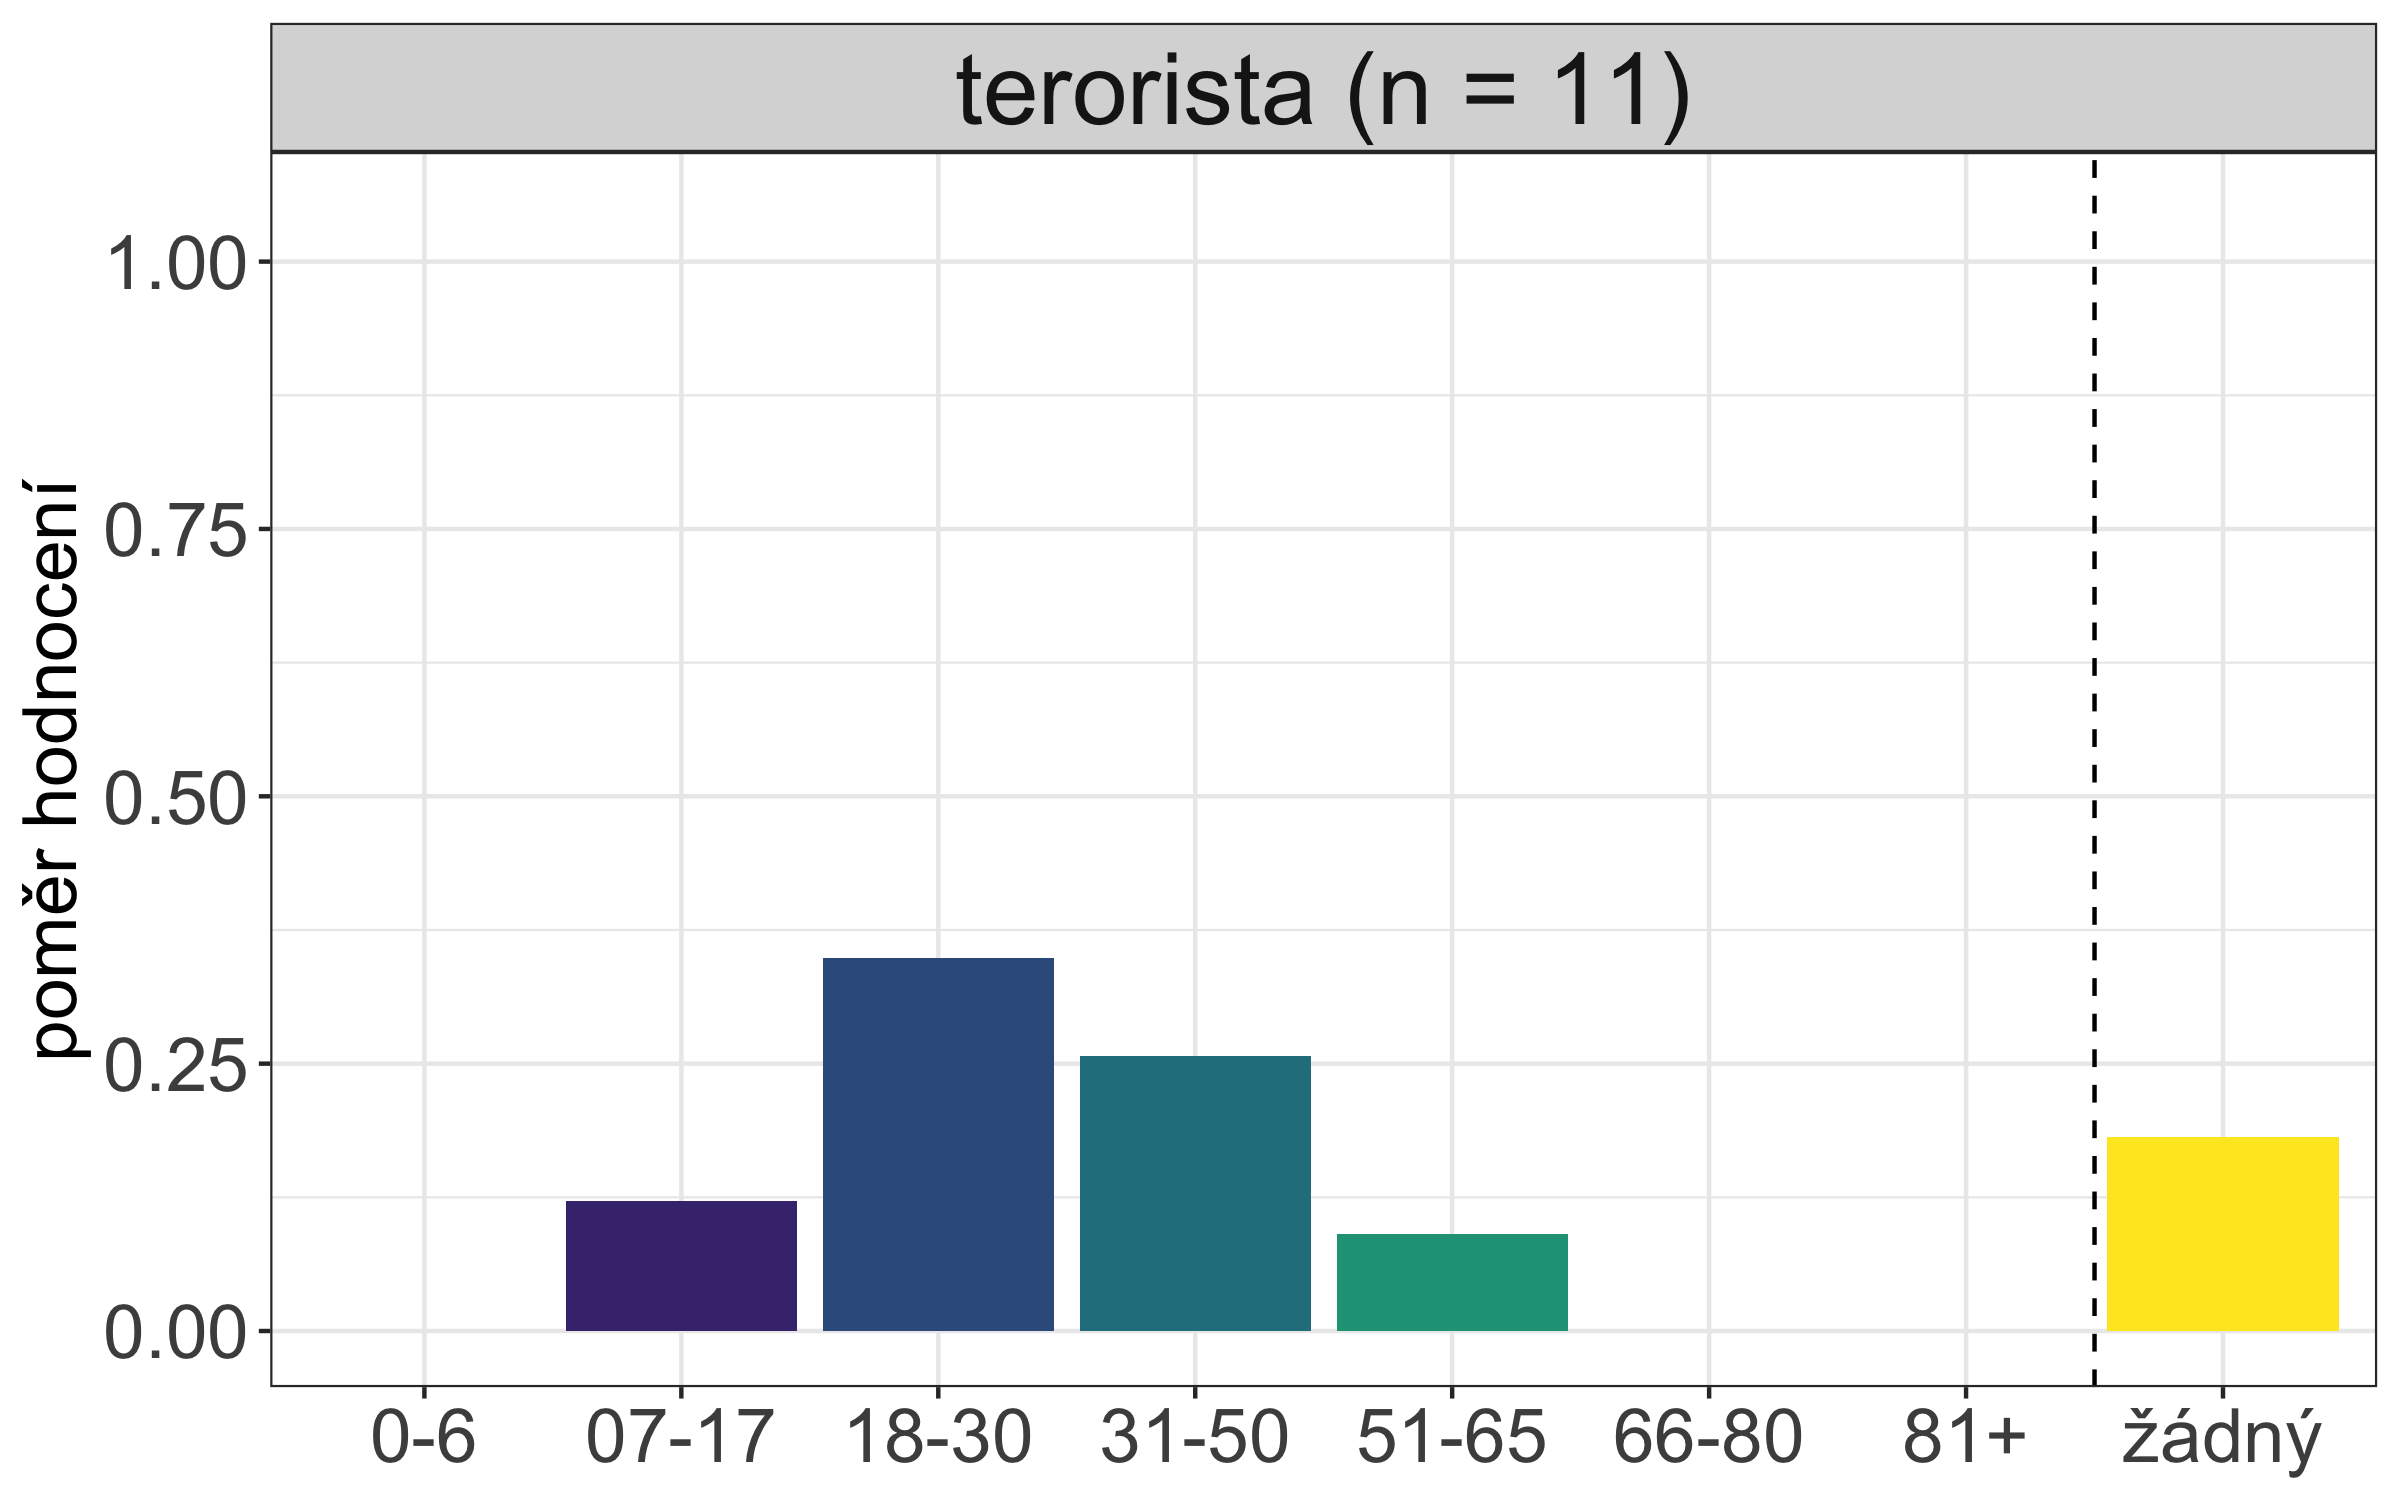 terorista (n = 11)
poměr hodnocení
1.00
0.75
0.50
0.25
0.00
0-6 07-17 18-30 31-50 51-65 66-80 81+ žádný